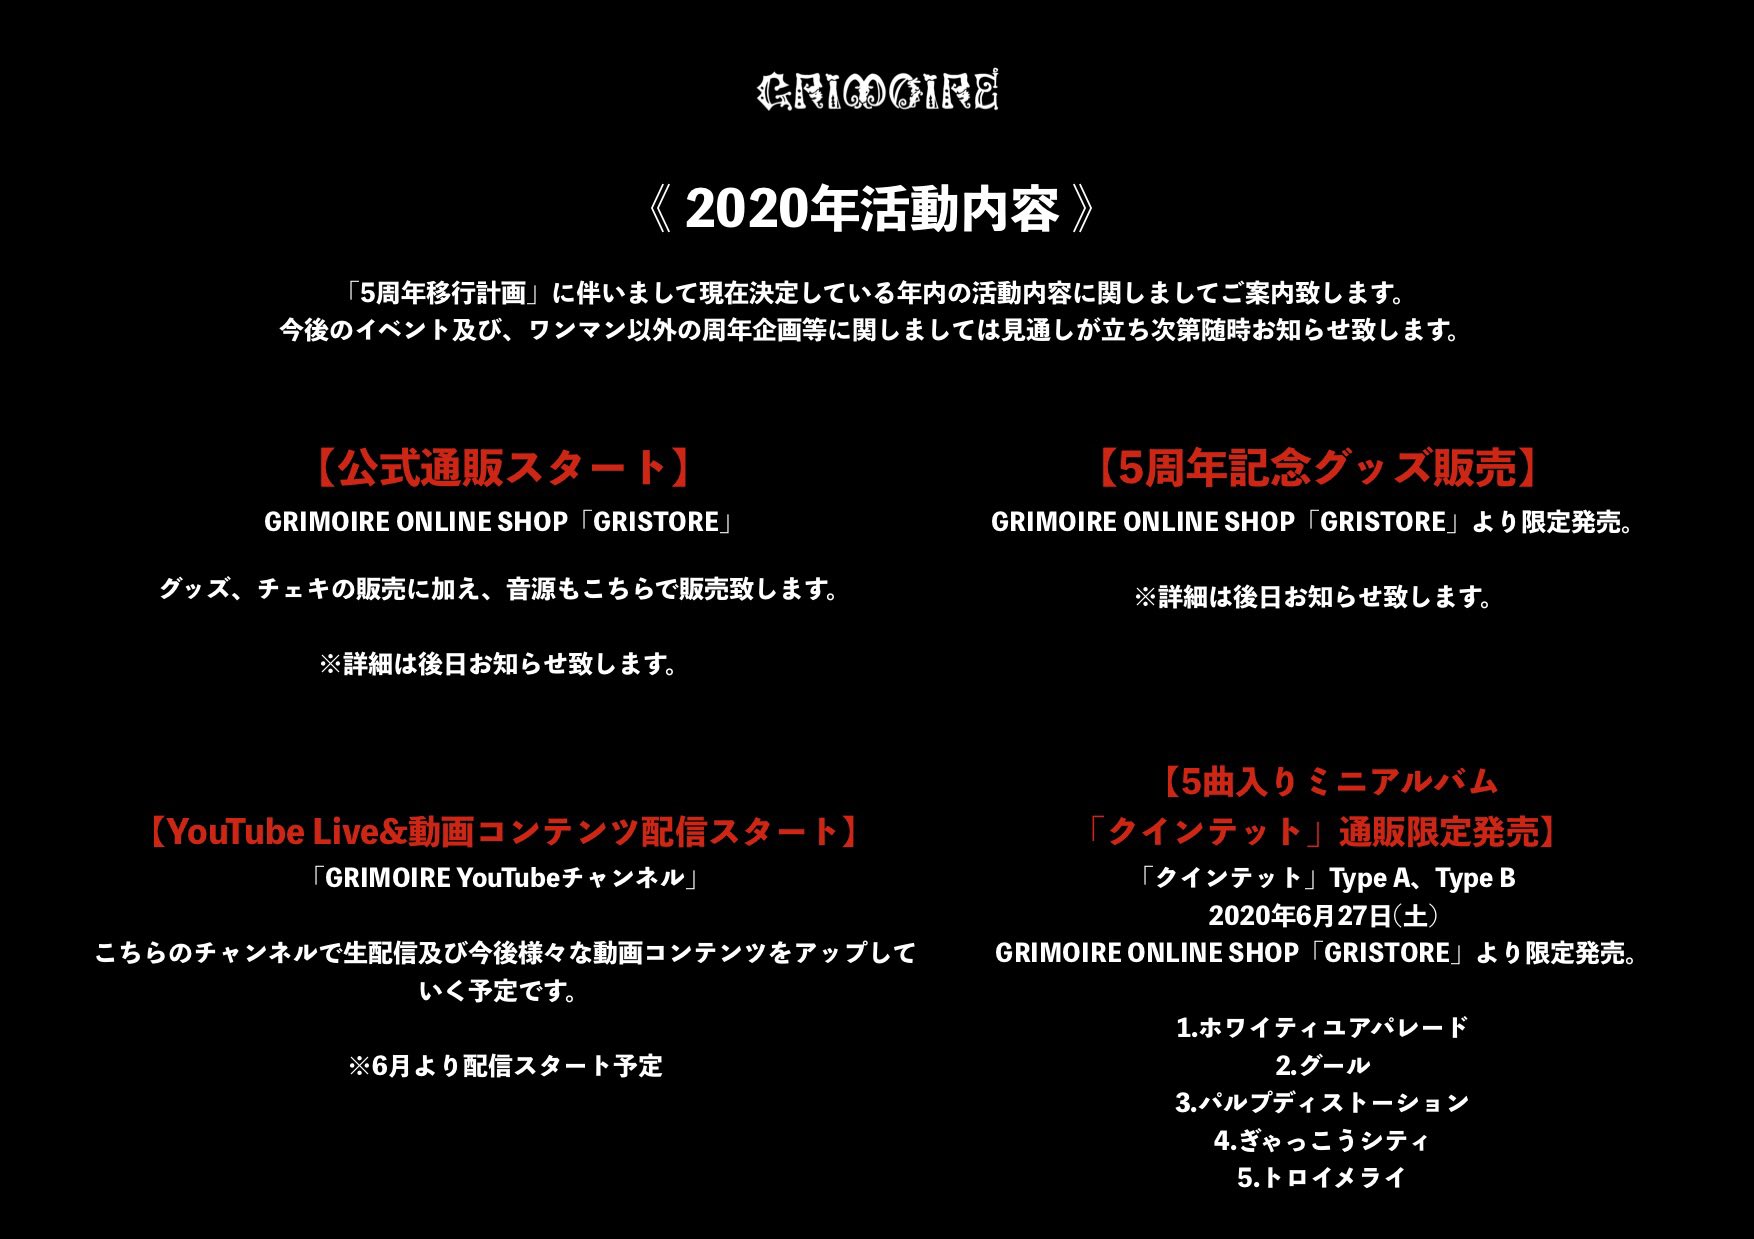 GRIMOIRE
《 2020年活動内容 》
「5周年移行計画」に伴いまして現在決定している年内の活動内容に関しましてご案内致します。
今後のイベント及び、ワンマン以外の周年企画等に関しましては見通しが立ち次第随時お知らせ致します。
【公式通販スタート】
GRIMOIRE ONLINE SHOP「GRISTORE」
グッズ、チェキの販売に加え、音源もこちらで販売致します。
※詳細は後日お知らせ致します。
【5周年記念グッズ販売】
GRIMOIRE ONLINE SHOP「GRISTORE」より限定発売。
※詳細は後日お知らせ致します。
【YouTube Live&動画コンテンツ配信スタート】
「GRIMOIRE YouTubeチャンネル」
こちらのチャンネルで生配信及び今後様々な動画コンテンツをアップして
いく予定です。
※6月より配信スタート予定
【5曲入りミニアルバム
「クインテット」通販限定発売】
「クインテット」Type A、Type B
2020年6月27日(土)
GRIMOIRE ONLINE SHOP「GRISTORE」より限定発売。
1.ホワイティユアパレード
2.グール
3.パルプディストーション
4.ぎゃっこうシティ
5.トロイメライ